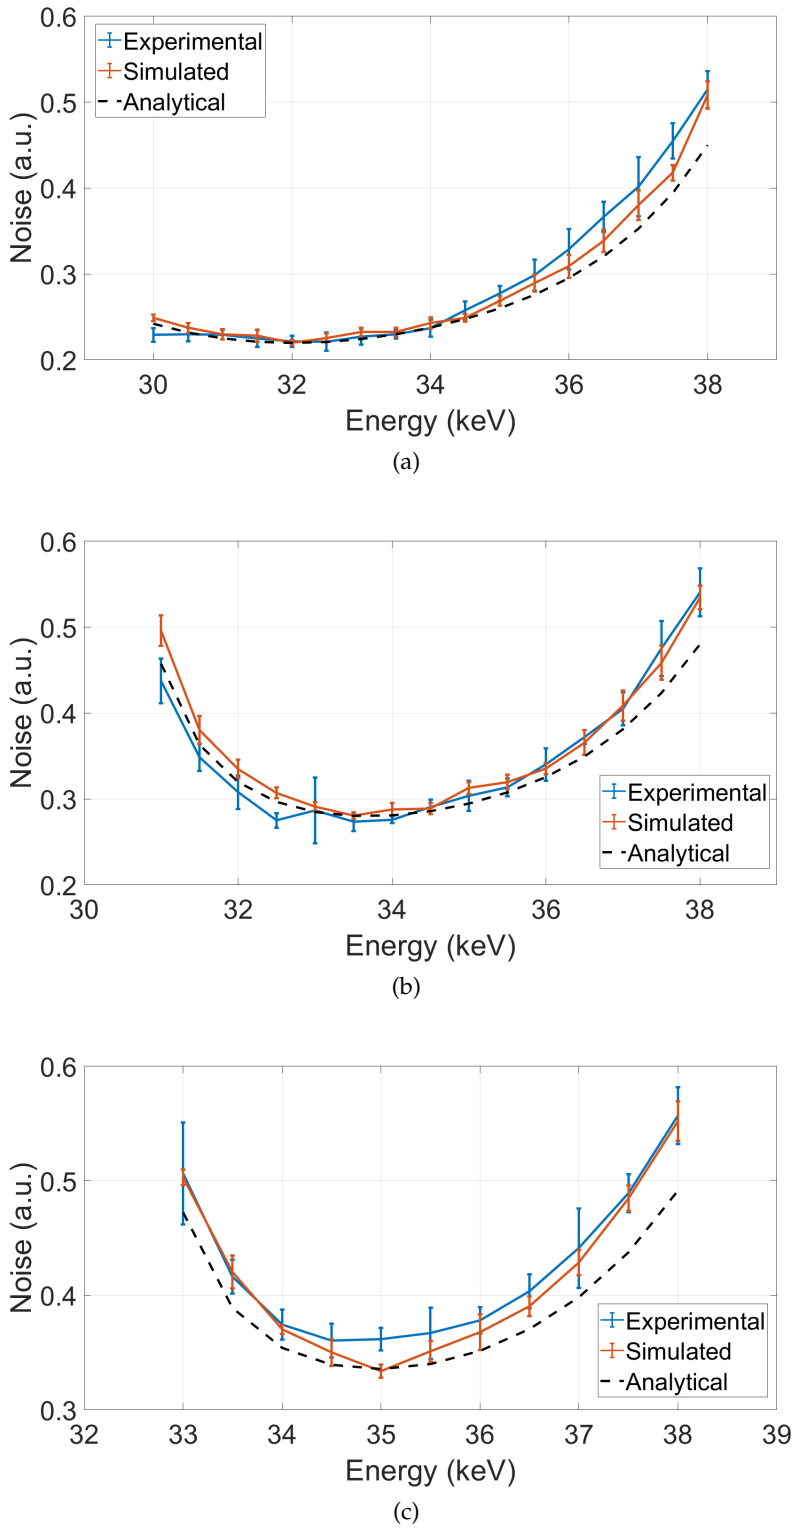 0.6
Experimental
Simulated
Analytical
0.5
0.4
0.3
0.2
Noise (a.u.)
30 32 34 36 38
Energy (keV)
(a)
0.6
0.5
0.4
0.3
0.2
Noise (a.u.)
Experimental
Simulated
Analytical
30 32 34 36 38
Energy (keV)
(b)
0.6
0.5
0.4
0.3
Noise (a.u.)
Experimental
Simulated
Analytical
32 33 34 35 36 37 38 39
Energy (keV)
(c)